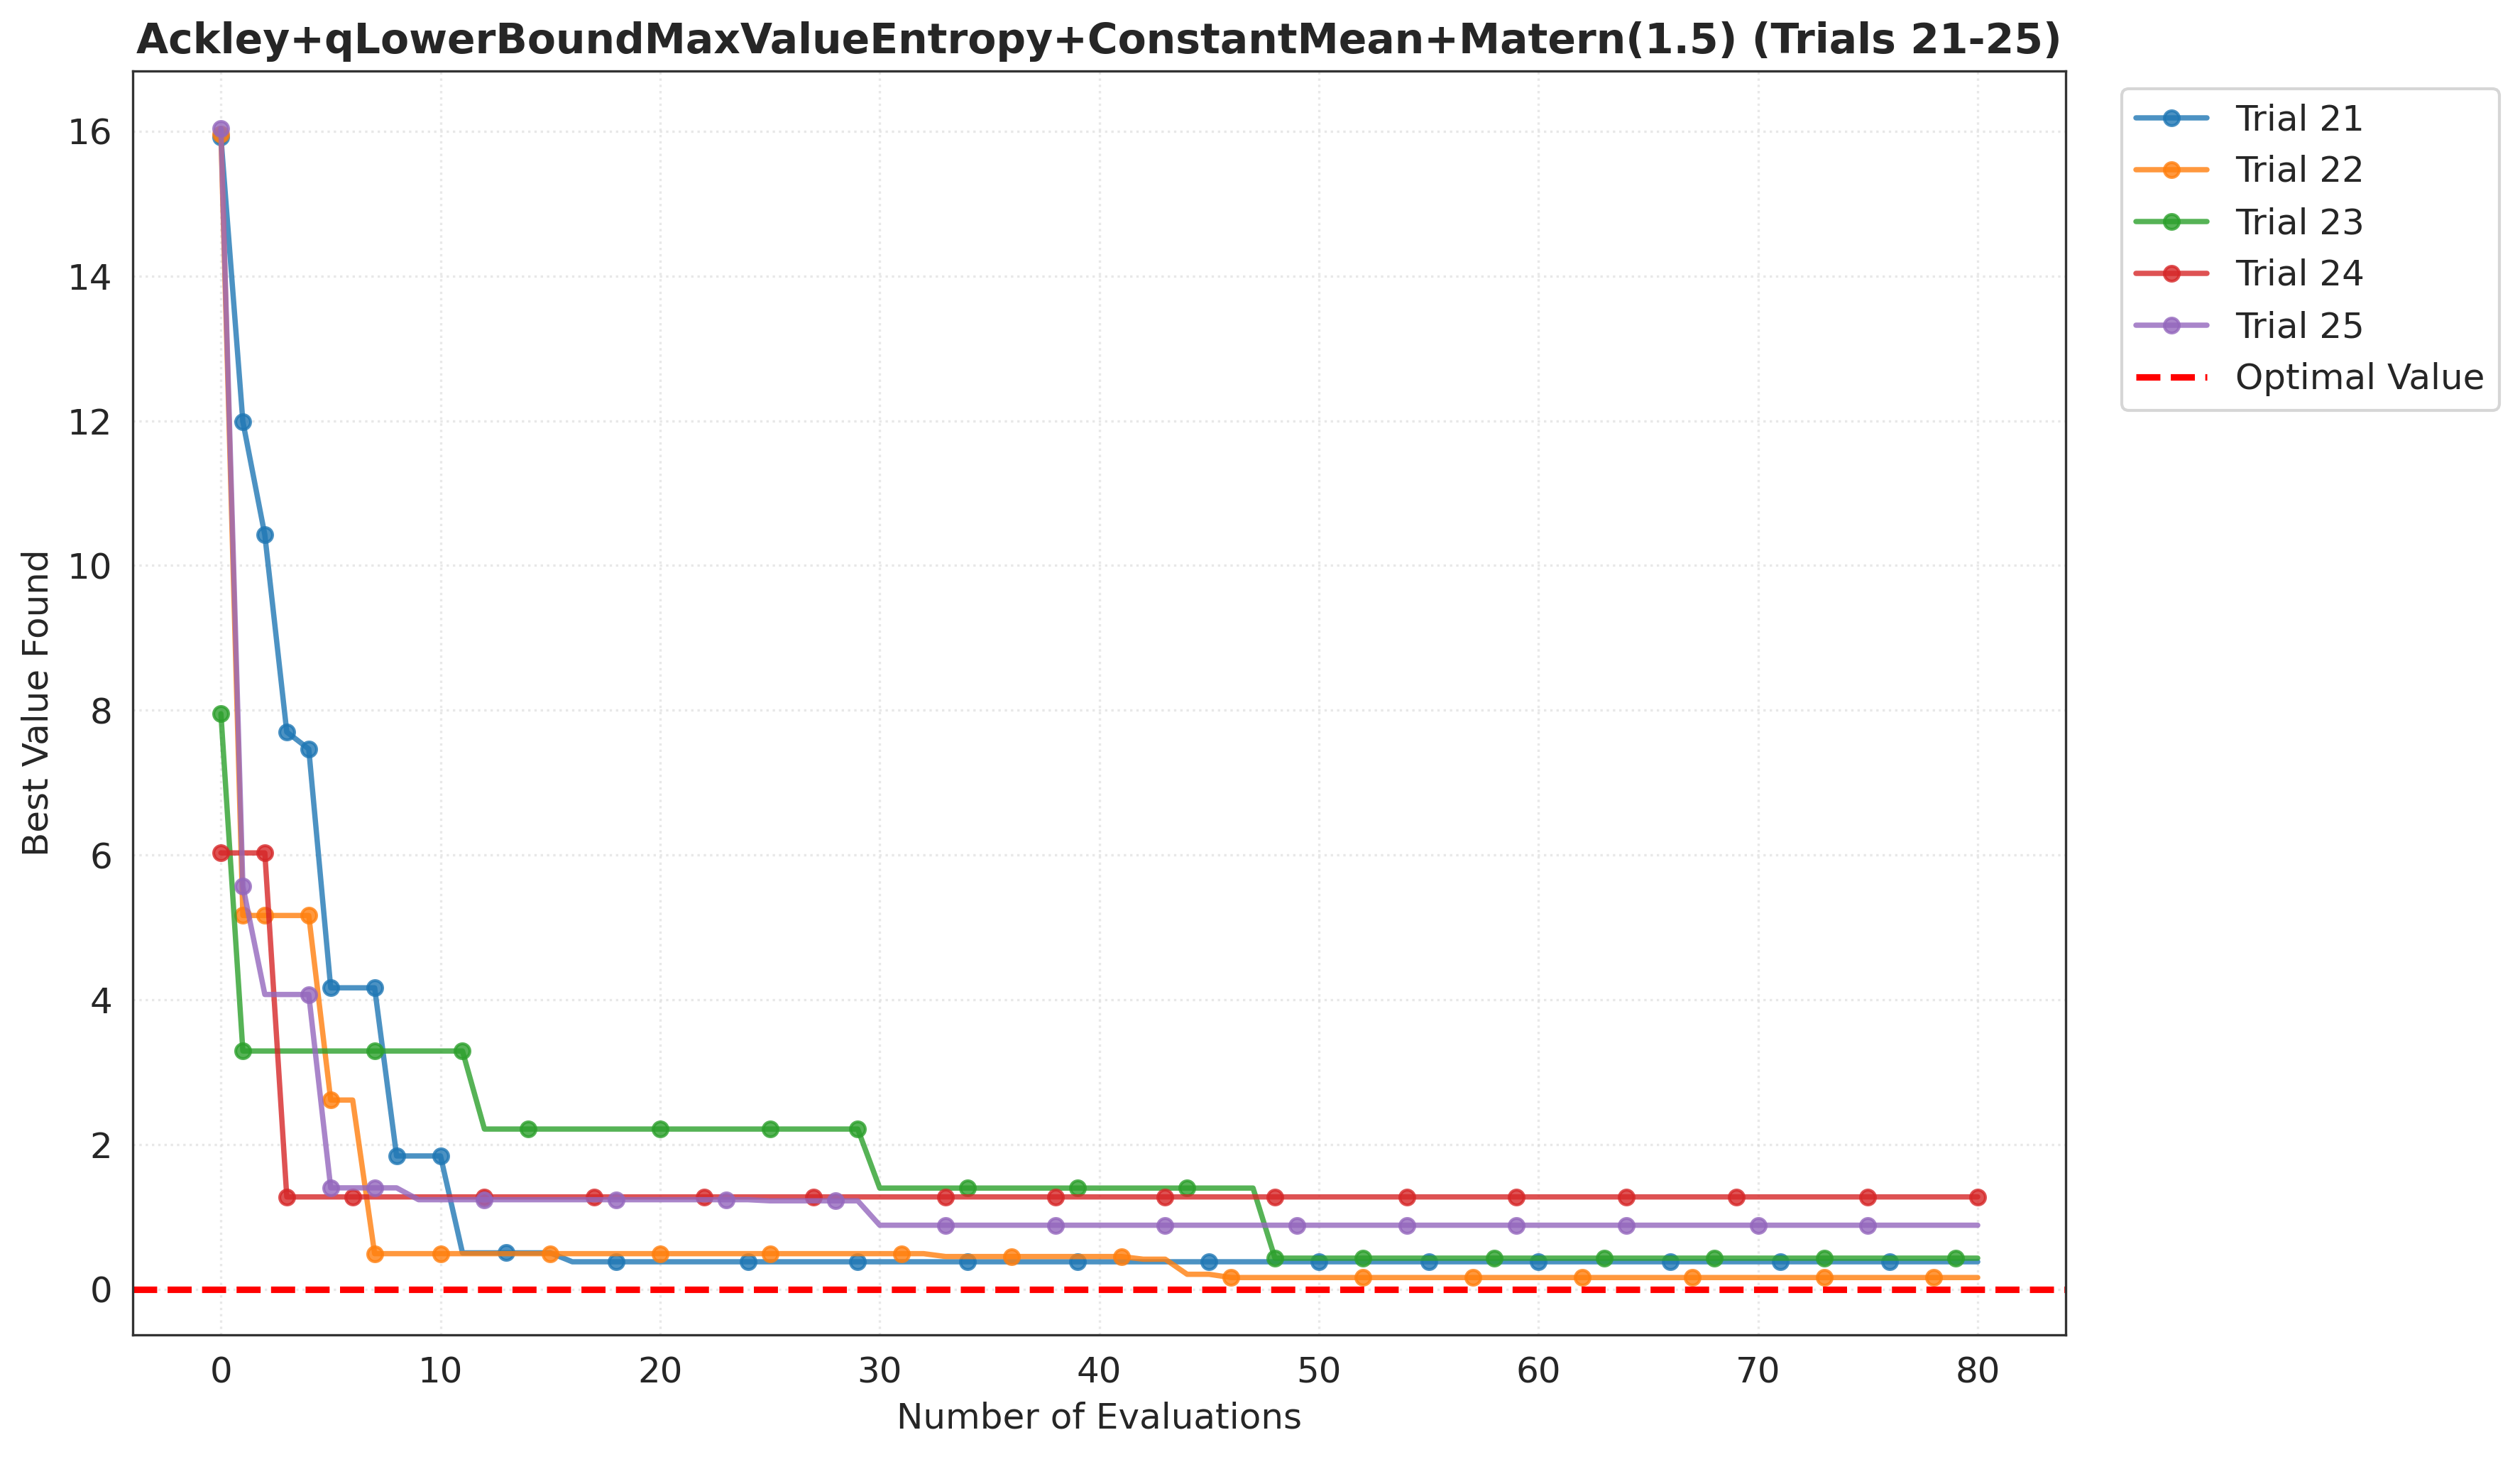 Ackley+qLowerBoundMaxValueEntropy+ConstantMean+Matern(1.5) (Trials 21-25)
Best Value Found
16
14
12
10
8
6
4
2
0
0 10 20 30 40 50 60 70 80
Number of Evaluations
Trial 21
Trial 22
Trial 23
Trial 24
Trial 25
Optimal Value